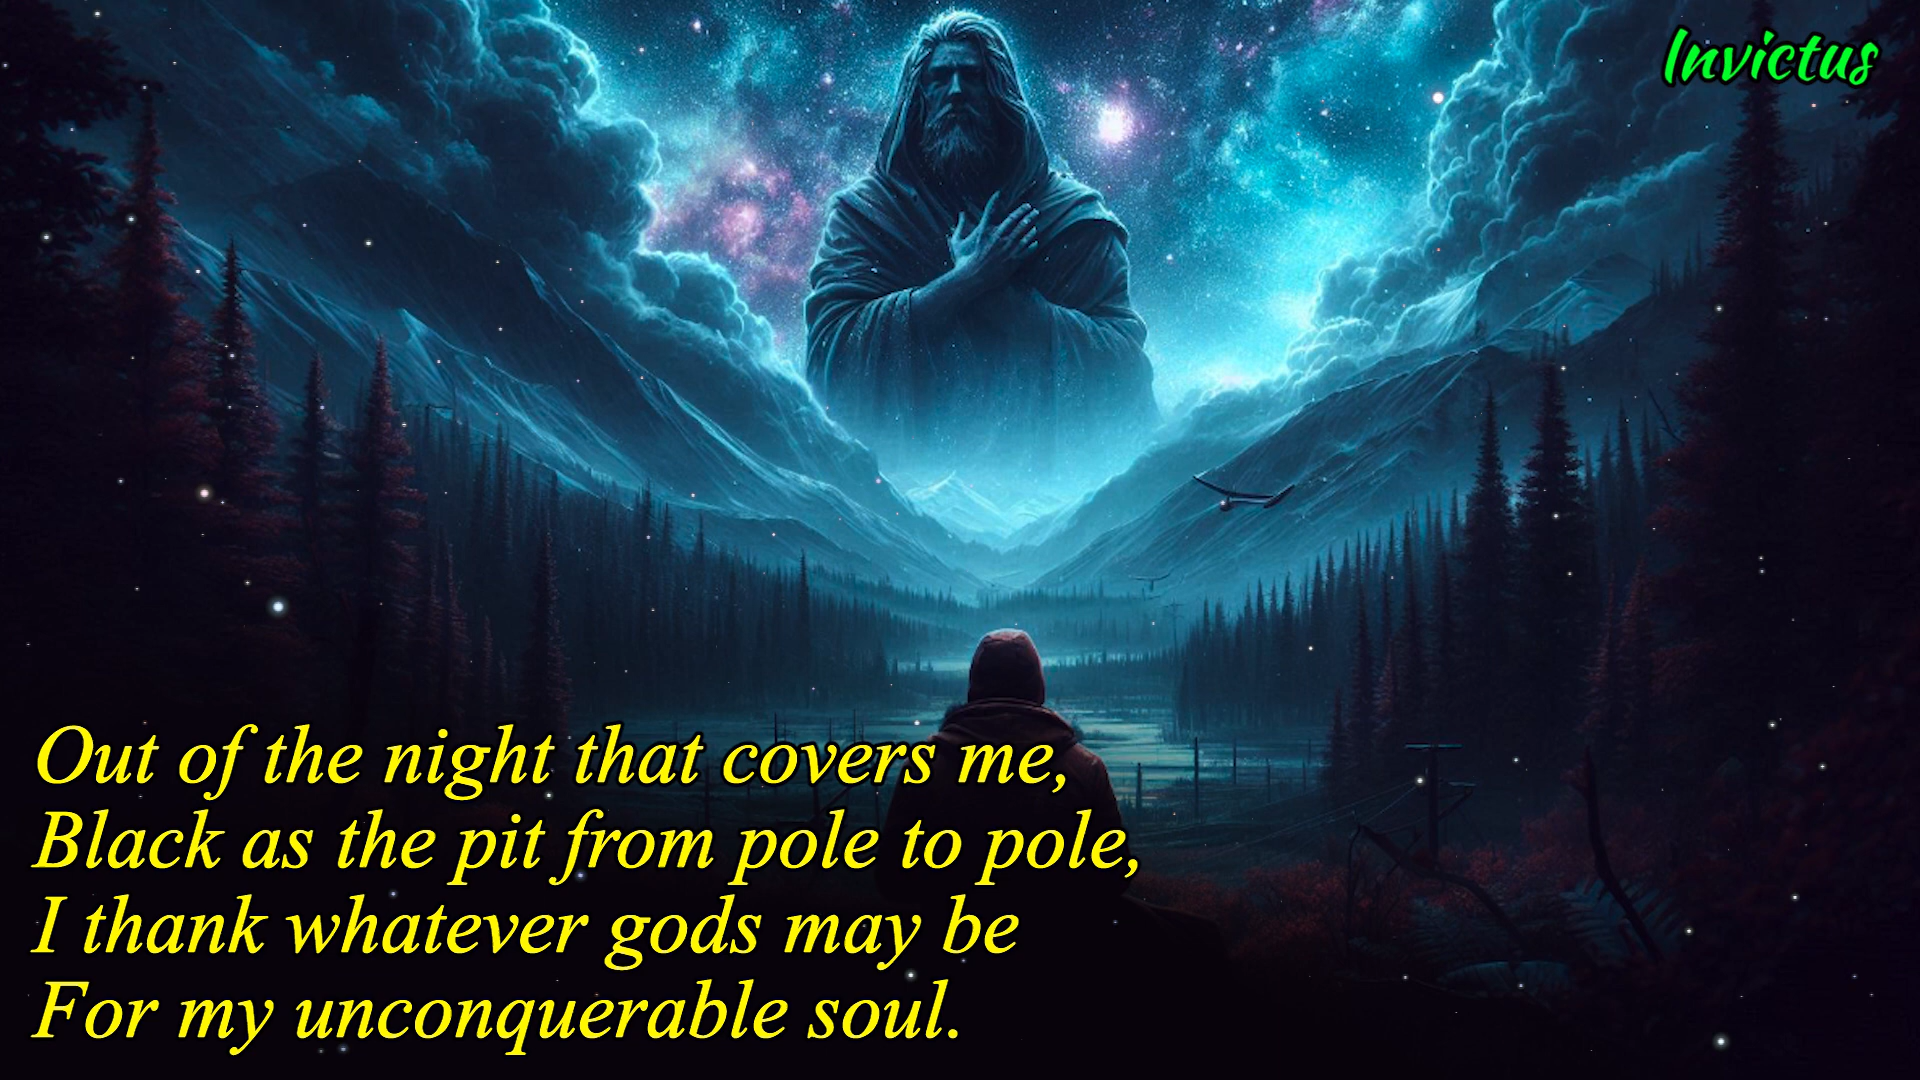 Invictus
Out of the night that covers me,
Black as the pit from pole to pole,
I thank whatever gods may be
For my unconquerable soul.